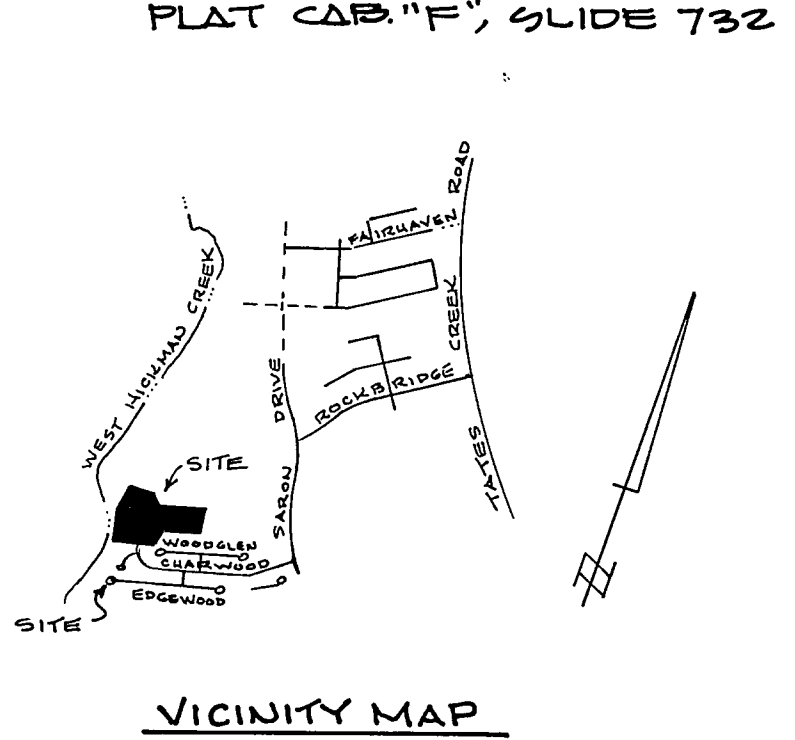 PLAT CAB. "F", SLIDE 732
ROAD
FAIRHAVEN
WEST HICKMAN CREEK
CREEK
DRIVE
ROCKBRIDGE
TATES
SITE
SARON
WOODGLEN
CHARWOOD
EDGEWOOD
SITE
VICINITY MAP